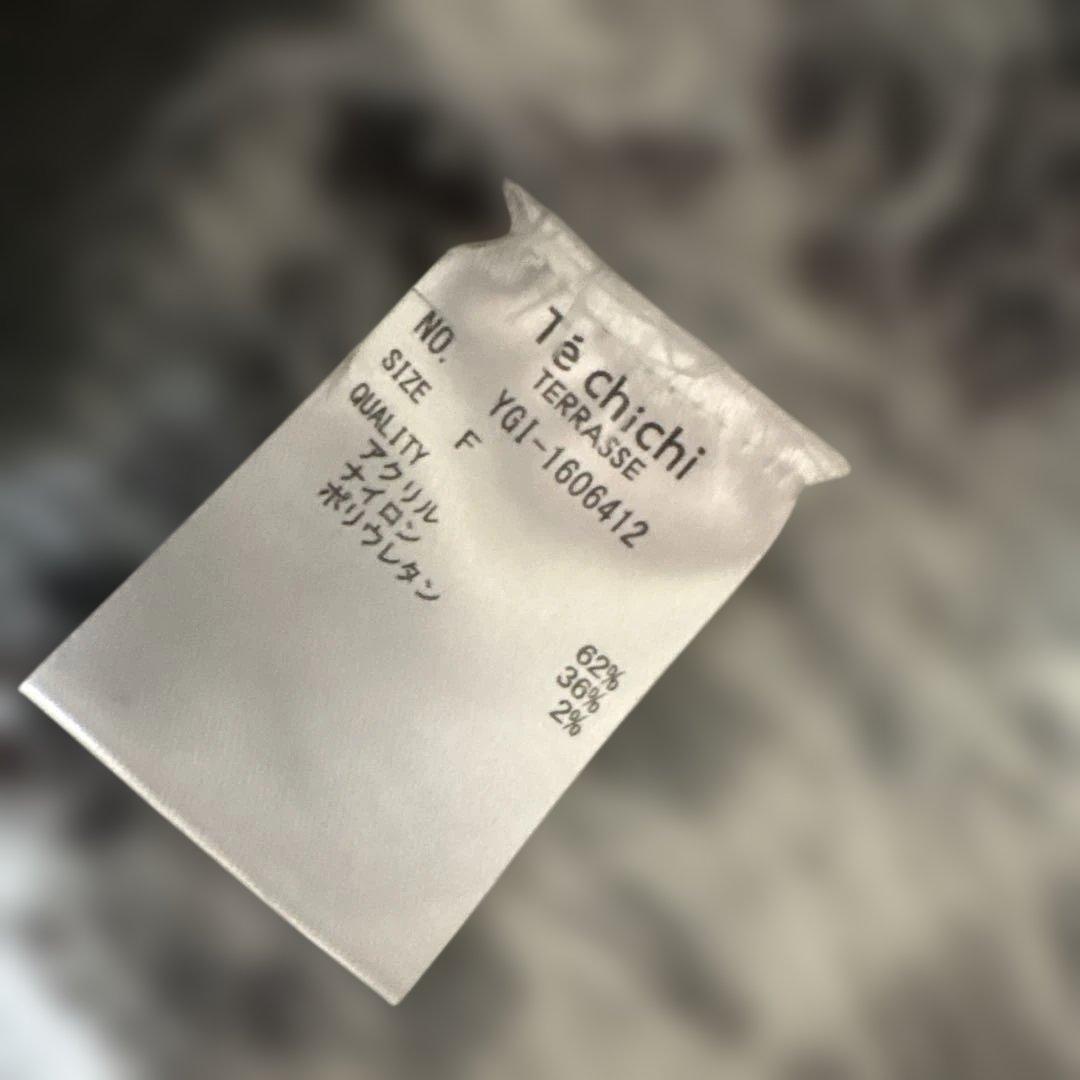 Té chichi
TERRASSE
NO. YGI-1606412
SIZE F
QUALITY
アクリル 62%
ナイロン 36%
ポリウレタン 2%